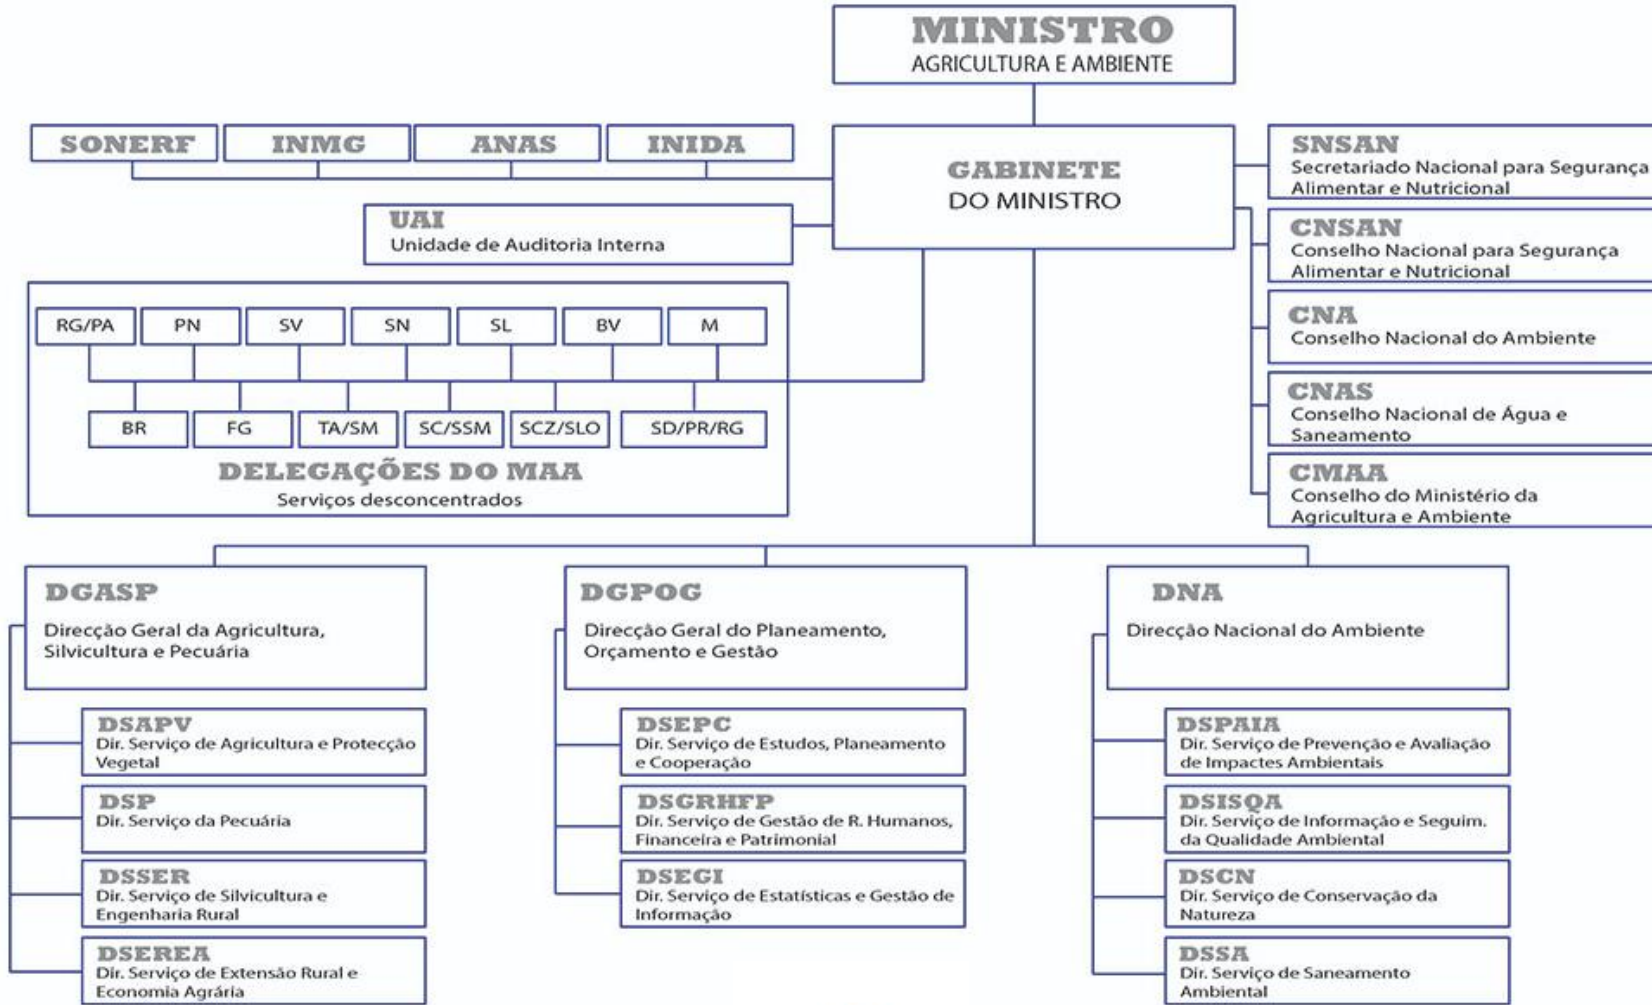 MINISTRO
AGRICULTURA E AMBIENTE
SONERF
INMG
ANAS
INIDA
GABINETE
DO MINISTRO
SNSAN
Secretariado Nacional para Segurança
Alimentar e Nutricional
UAI
Unidade de Auditoria Interna
CNSAN
Conselho Nacional para Segurança
Alimentar e Nutricional
CNA
Conselho Nacional do Ambiente
CNAS
Conselho Nacional de Água e
Saneamento
CMAA
Conselho do Ministério da
Agricultura e Ambiente
RG/PA
PN
SV
SN
SL
BV
M
BR
FG
TA/SM
SC/SSM
SCZ/SLO
SD/PR/RG
DELEGAÇÕES DO MAA
Serviços desconcentrados
DGASP
Direcção Geral da Agricultura,
Silvicultura e Pecuária
DSAPV
Dir. Serviço de Agricultura e Protecção
Vegetal
DSP
Dir. Serviço da Pecuária
DSSER
Dir. Serviço de Silvicultura e
Engenharia Rural
DSEREA
Dir. Serviço de Extensão Rural e
Economia Agrária
DGPOG
Direcção Geral do Planeamento,
Orçamento e Gestão
DSEPC
Dir. Serviço de Estudos, Planeamento
e Cooperação
DSGRHFP
Dir. Serviço de Gestão de R. Humanos,
Financeira e Patrimonial
DSEGI
Dir. Serviço de Estatísticas e Gestão de
Informação
DNA
Direcção Nacional do Ambiente
DSPAIA
Dir. Serviço de Prevenção e Avaliação
de Impactes Ambientais
DSISQA
Dir. Serviço de Informação e Seguim.
da Qualidade Ambiental
DSCN
Dir. Serviço de Conservação da
Natureza
DSSA
Dir. Serviço de Saneamento
Ambiental